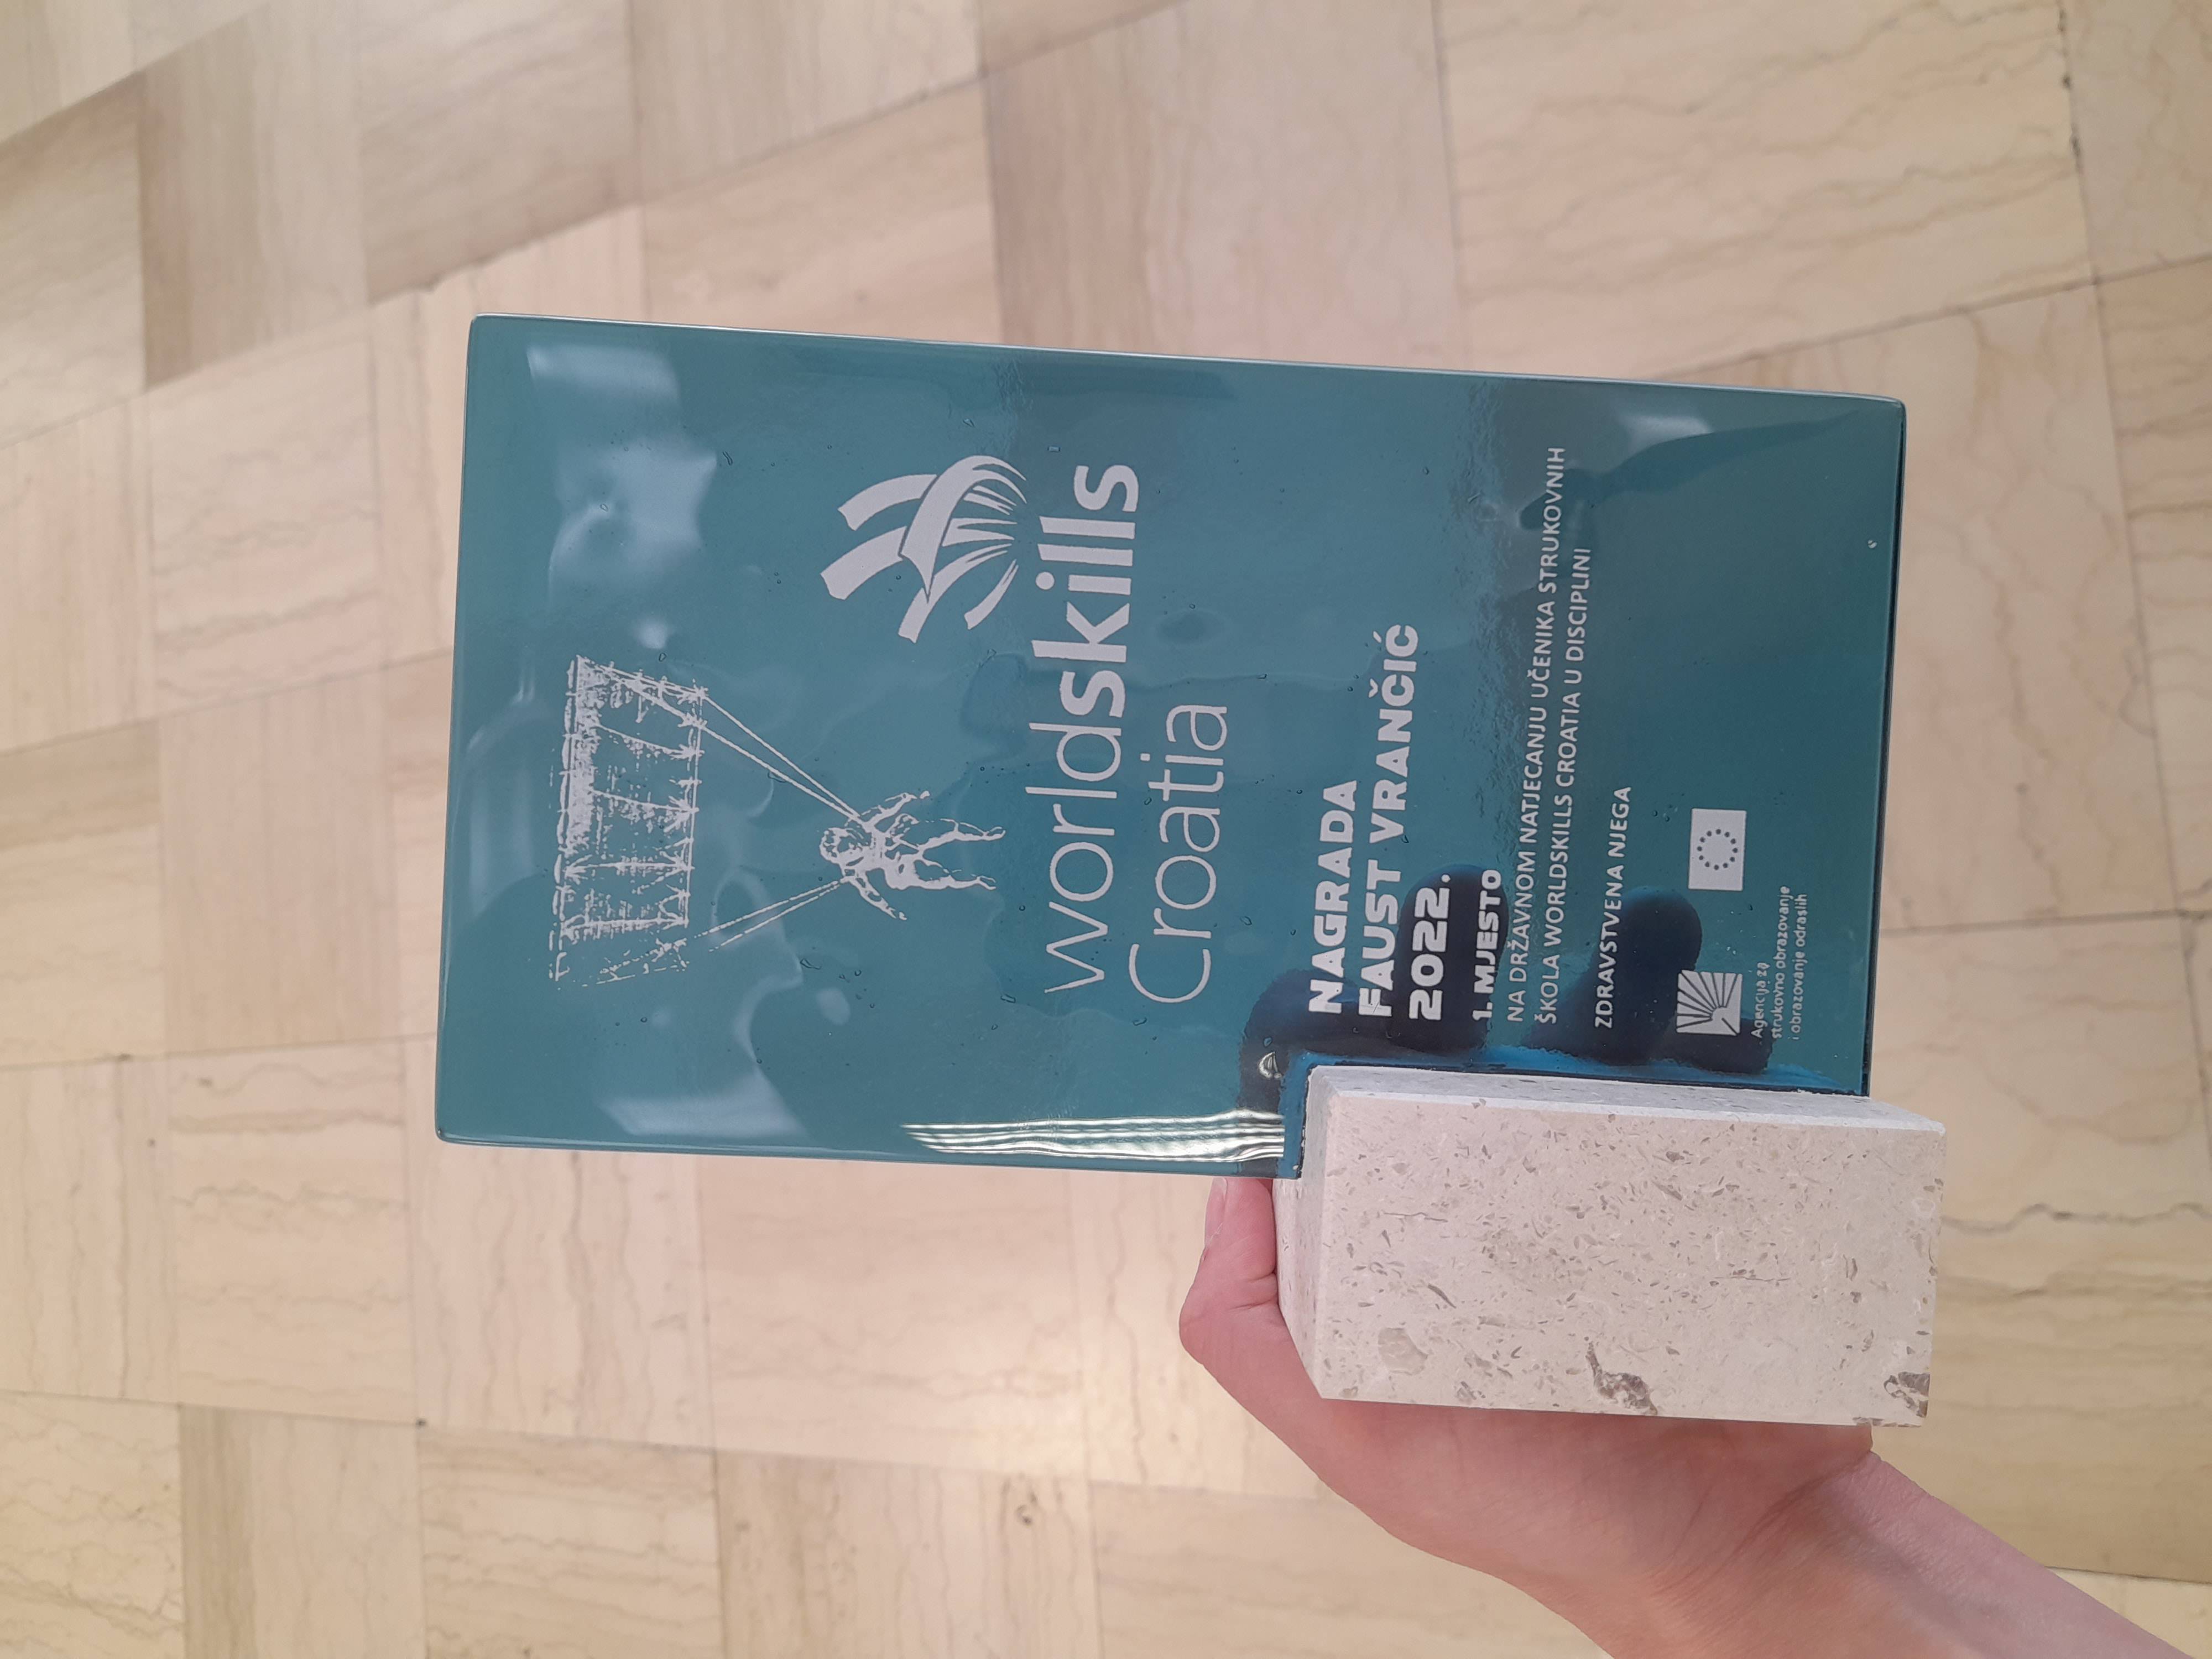 worldskills
Croatia
NAGRADA
FAUST VRANČIĆ
2022.
1. MJESTO
NA DRŽAVNOM NATJECANJU UČENIKA STRUKOVNIH
ŠKOLA WORLDSKILLS CROATIA U DISCIPLINI
ZDRAVSTVENA NJEGA
Agencija za
strukovno obrazovanje
i obrazovanje odraslih